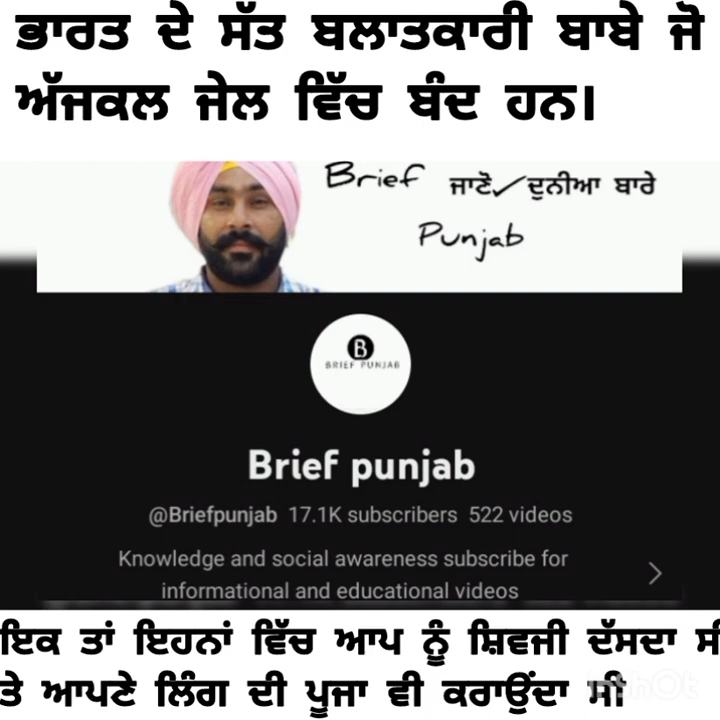 ਭਾਰਤ ਦੇ ਸੱਤ ਬਲਾਤਕਾਰੀ ਬਾਬੇ ਜੋ
ਅੱਜਕਲ ਜੇਲ ਵਿੱਚ ਬੰਦ ਹਨ।
Brief ਜਾਣੋ✓ਦੁਨੀਆ ਬਾਰੇ
Punjab
B
BRIEF PUNJAB
Brief punjab
@Briefpunjab 17.1K subscribers 522 videos
Knowledge and social awareness subscribe for
informational and educational videos
ਇਕ ਤਾਂ ਇਹਨਾਂ ਵਿੱਚ ਆਪ ਨੂੰ ਸ਼ਿਵਜੀ ਦੱਸਦਾ
ਤੇ ਆਪਣੇ ਲਿੰਗ ਦੀ ਪੂਜਾ ਵੀ ਕਰਾਉਂਦਾ ਸੀ